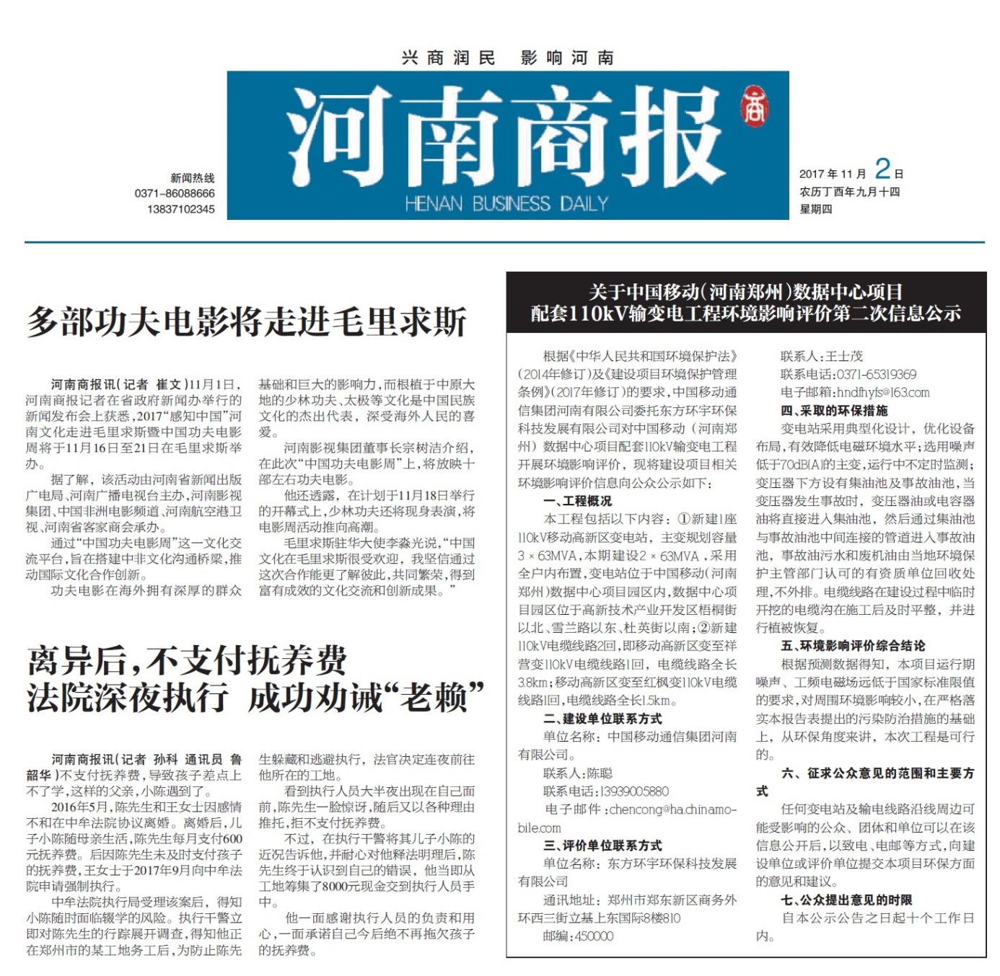 兴商润民 影响河南
河南商报
商
HENAN BUSINESS DAILY
新闻热线
0371-86088666
13837102345
2017年11月2日
农历丁酉年九月十四
星期四
多部功夫电影将走进毛里求斯
河南商报讯(记者 崔文)11月1日，
河南商报记者在省政府新闻办举行的
新闻发布会上获悉，2017“感知中国”河
南文化走进毛里求斯暨中国功夫电影
周将于11月16日至21日在毛里求斯举
办。
据了解，该活动由河南省新闻出版
广电局、河南广播电视台主办，河南影视
集团、中国非洲电影频道、河南航空港卫
视、河南省客家商会承办。
通过“中国功夫电影周”这一文化交
流平台，旨在搭建中非文化沟通桥梁，推
动国际文化合作创新。
功夫电影在海外拥有深厚的群众
基础和巨大的影响力，而根植于中原大
地的少林功夫、太极等文化是中国民族
文化的杰出代表，深受海外人民的喜
爱。
河南影视集团董事长宗树洁介绍，
在此次“中国功夫电影周”上，将放映十
部左右功夫电影。
他还透露，在计划于11月18日举行
的开幕式上，少林功夫还将现身表演，将
电影周活动推向高潮。
毛里求斯驻华大使李淼光说，“中国
文化在毛里求斯很受欢迎，我坚信通过
这次合作能更了解彼此，共同繁荣，得到
富有成效的文化交流和创新成果。”
离异后，不支付抚养费
法院深夜执行 成功劝诫“老赖”
河南商报讯(记者 孙科 通讯员 鲁
韶华)不支付抚养费，导致孩子差点上
不了学，这样的父亲，小陈遇到了。
2016年5月，陈先生和王女士因感情
不和在中牟法院协议离婚。离婚后，儿
子小陈随母亲生活，陈先生每月支付600
元抚养费。后因陈先生未及时支付孩子
的抚养费，王女士于2017年9月向中牟法
院申请强制执行。
中牟法院执行局受理该案后，得知
小陈随时面临辍学的风险。执行干警立
即对陈先生的行踪展开调查，得知他正
在郑州市的某工地务工后，为防止陈先
生躲藏和逃避执行，法官决定连夜前往
他所在的工地。
看到执行人员大半夜出现在自己面
前，陈先生一脸惊讶，随后又以各种理由
推托，拒不支付抚养费。
不过，在执行干警将其儿子小陈的
近况告诉他，并耐心对他释法明理后，陈
先生终于认识到自己的错误，他当即从
工地筹集了8000元现金交到执行人员手
中。
他一面感谢执行人员的负责和用
心，一面承诺自己今后绝不再拖欠孩子
的抚养费。
关于中国移动(河南郑州)数据中心项目
配套110kV输变电工程环境影响评价第二次信息公示
根据《中华人民共和国环境保护法》
(2014年修订)及《建设项目环境保护管理
条例》(2017年修订)的要求，中国移动通
信集团河南有限公司委托东方环宇环保
科技发展有限公司对中国移动（河南郑
州）数据中心项目配套110kV输变电工程
开展环境影响评价，现将建设项目相关
环境影响评价信息向公众公示如下：
一、工程概况
本工程包括以下内容：①新建1座
110kV移动高新区变电站，主变规划容量
3×63MVA，本期建设2×63MVA，采用
全户内布置，变电站位于中国移动(河南
郑州)数据中心项目园区内，数据中心项
目园区位于高新技术产业开发区梧桐街
以北、雪兰路以东、杜英街以南；②新建
110kV电缆线路2回，即移动高新区变至祥
营变110kV电缆线路1回，电缆线路全长
3.8km；移动高新区变至红枫变110kV电缆
线路1回，电缆线路全长1.5km。
二、建设单位联系方式
单位名称：中国移动通信集团河南
有限公司。
联系人：陈聪
联系电话：13939005880
电子邮件：chencong@ha.chinamo-
bile.com
三、评价单位联系方式
单位名称：东方环宇环保科技发展
有限公司
通讯地址：郑州市郑东新区商务外
环西三街立基上东国际8楼810
邮编：450000
联系人：王士茂
联系电话：0371-65319369
电子邮箱：hndfhyfs@163.com
四、采取的环保措施
变电站采用典型化设计，优化设备
布局，有效降低电磁环境水平；选用噪声
低于70dB(A)的主变，运行中不定时监测；
变压器下方设有集油池及事故油池，当
变压器发生事故时，变压器油或电容器
油将直接进入集油池，然后通过集油池
与事故油池中间连接的管道进入事故油
池，事故油污水和废机油由当地环境保
护主管部门认可的有资质单位回收处
理，不外排。电缆线路在建设过程中临时
开挖的电缆沟在施工后及时平整，并进
行植被恢复。
五、环境影响评价综合结论
根据预测数据得知，本项目运行期
噪声、工频电磁场远低于国家标准限值
的要求，对周围环境影响较小，在严格落
实本报告表提出的污染防治措施的基础
上，从环保角度来讲，本次工程是可行
的。
六、征求公众意见的范围和主要方
式
任何变电站及输电线路沿线周边可
能受影响的公众、团体和单位可以在该
信息公开后，以致电、电邮等方式，向建
设单位或评价单位提交本项目环保方面
的意见和建议。
七、公众提出意见的时限
自本公示公告之日起十个工作日
内。